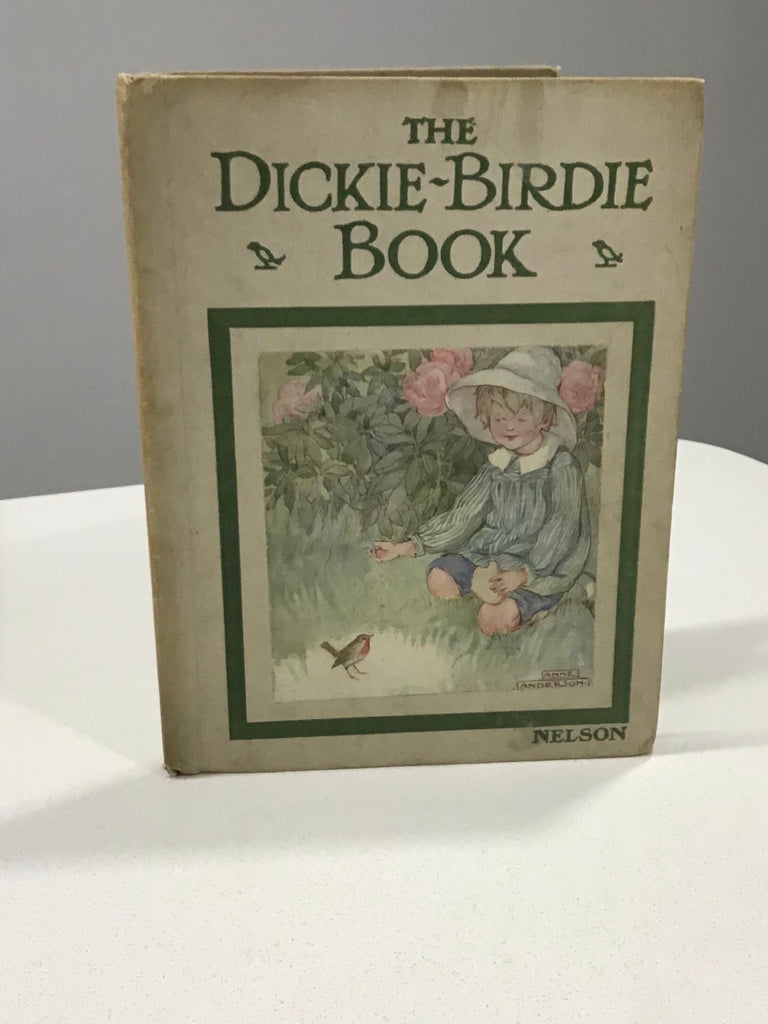 THE
DICKIE-BIRDIE
BOOK
ANNE
ANDERSON
NELSON